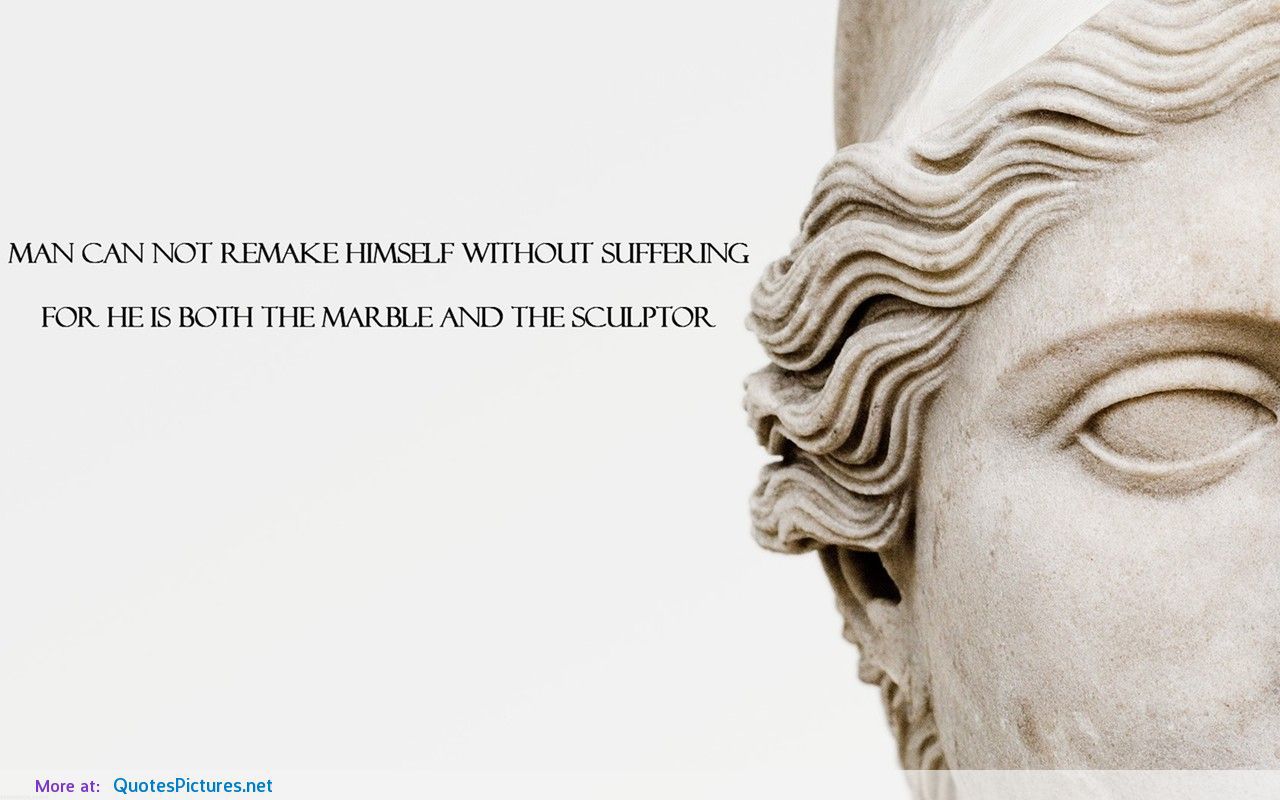 MAN CAN NOT REMAKE HIMSELF WITHOUT SUFFERING
FOR HE IS BOTH THE MARBLE AND THE SCULPTOR
More at: QuotesPictures.net